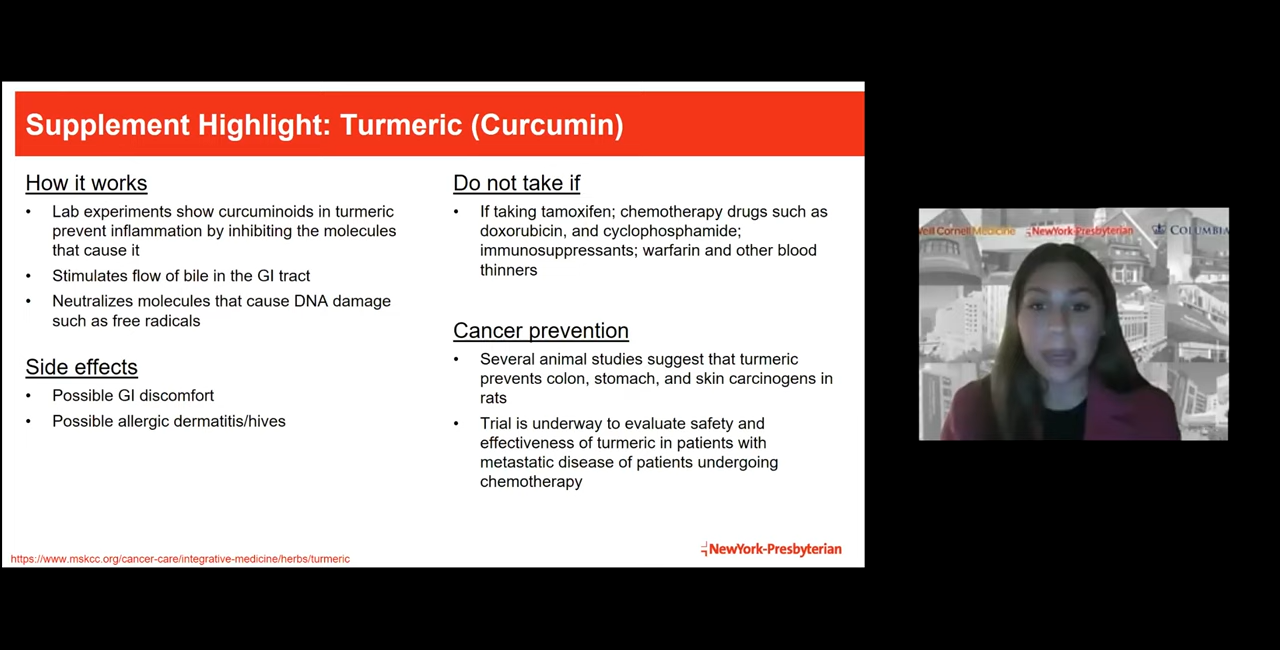 Supplement Highlight: Turmeric (Curcumin)
How it works
• Lab experiments show curcuminoids in turmeric
prevent inflammation by inhibiting the molecules
that cause it
• Stimulates flow of bile in the GI tract
• Neutralizes molecules that cause DNA damage
such as free radicals
Side effects
• Possible GI discomfort
• Possible allergic dermatitis/hives
Do not take if
• If taking tamoxifen; chemotherapy drugs such as
doxorubicin, and cyclophosphamide;
immunosuppressants; warfarin and other blood
thinners
Cancer prevention
• Several animal studies suggest that turmeric
prevents colon, stomach, and skin carcinogens in
rats
• Trial is underway to evaluate safety and
effectiveness of turmeric in patients with
metastatic disease of patients undergoing
chemotherapy
https://www.mskcc.org/cancer-care/integrative-medicine/herbs/turmeric
NewYork-Presbyterian
Cornell Medicine
NewYork-Presbyterian
COLUMBIA